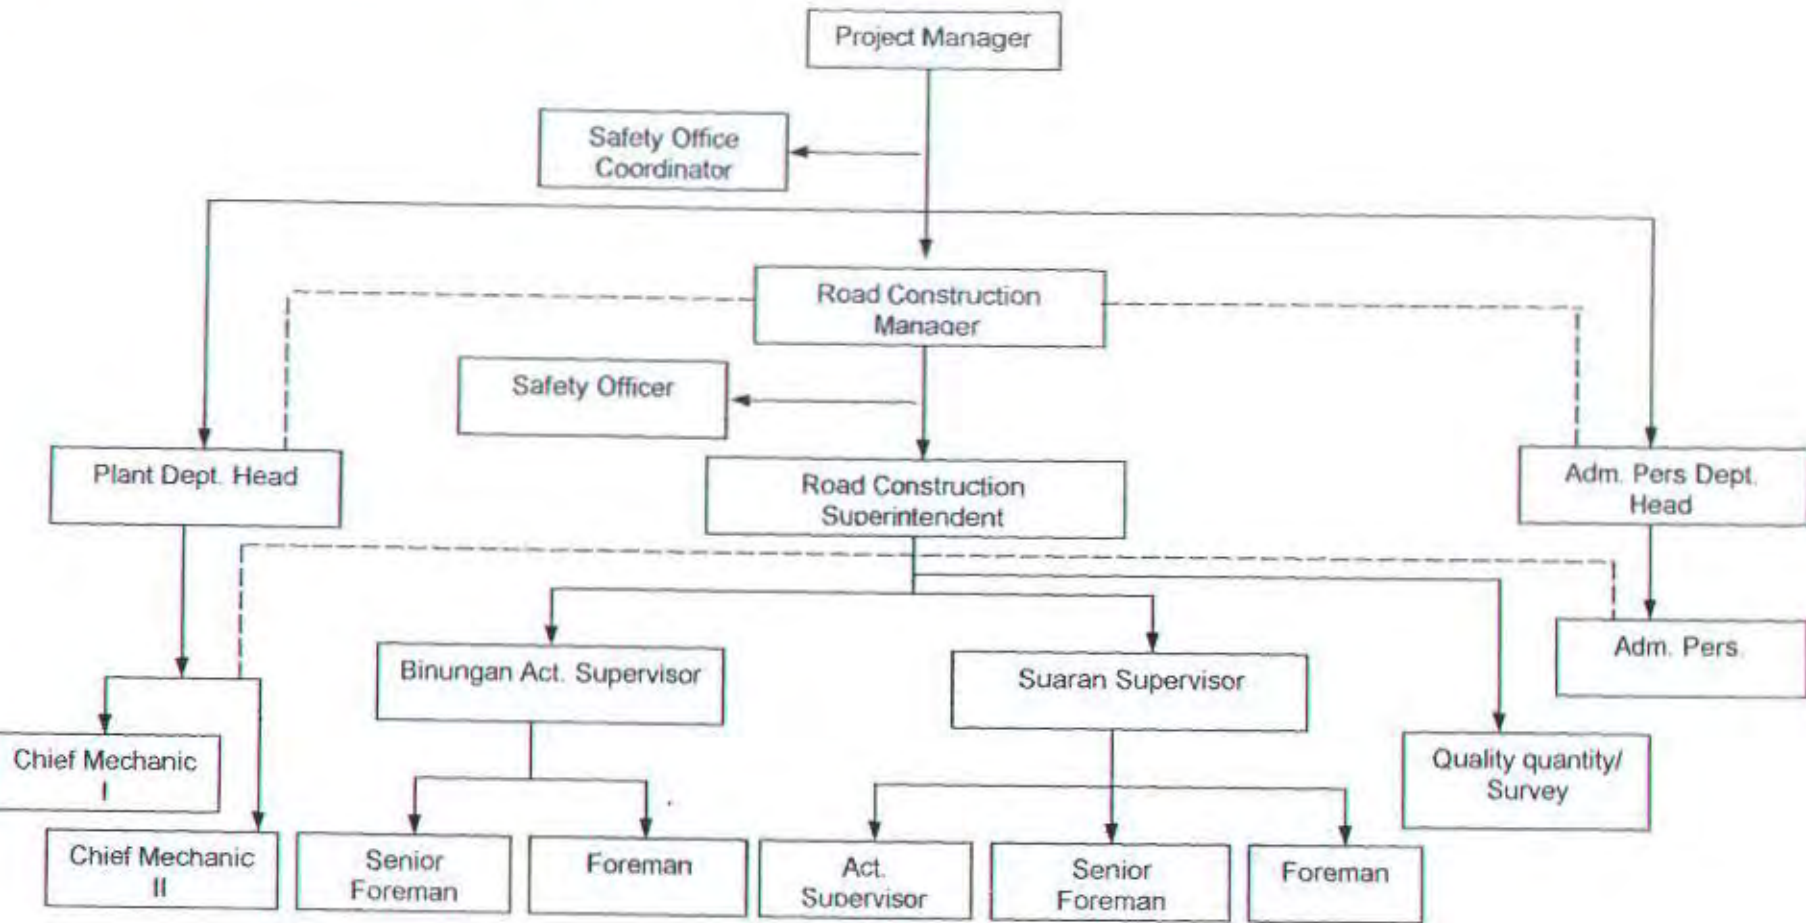 Project Manager
Safety Office
Coordinator
Road Construction
Manager
Safety Officer
Plant Dept. Head
Road Construction
Superintendent
Adm. Pers Dept.
Head
Binungan Act. Supervisor
Suaran Supervisor
Adm. Pers.
Chief Mechanic
I
Quality quantity/
Survey
Chief Mechanic
II
Senior
Foreman
Foreman
Act.
Supervisor
Senior
Foreman
Foreman